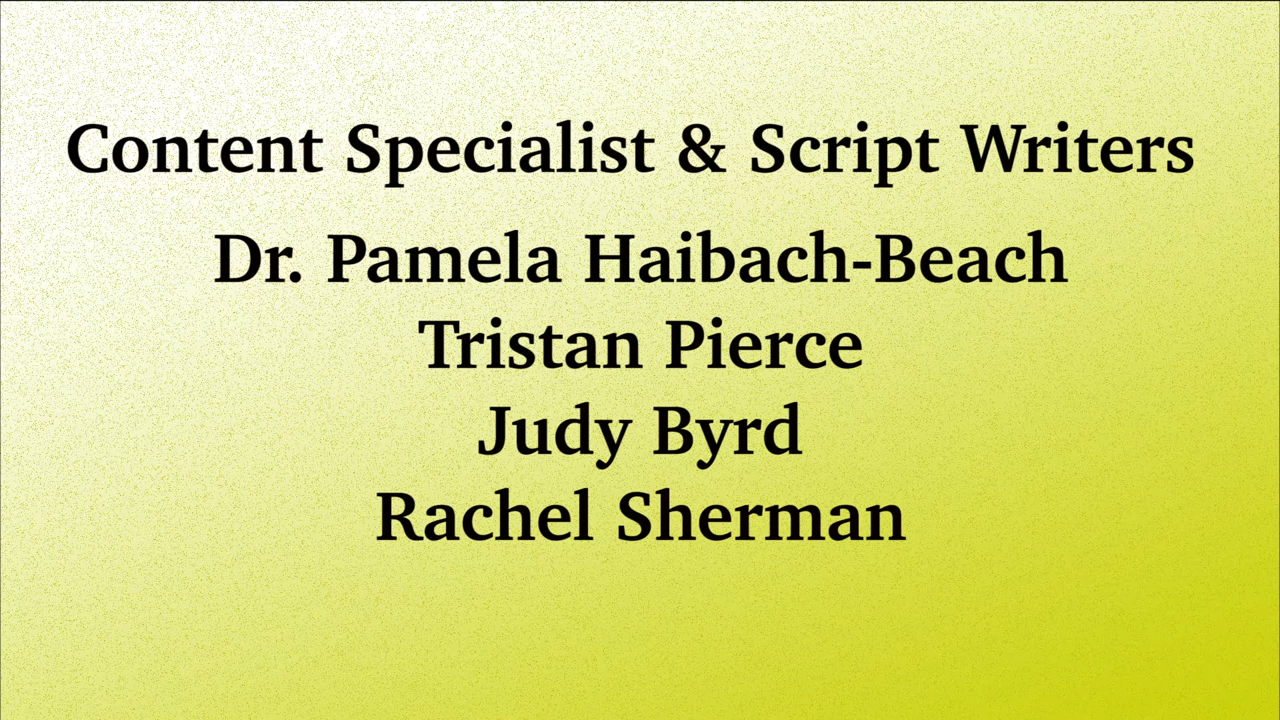 Content Specialist & Script Writers
Dr. Pamela Haibach-Beach
Tristan Pierce
Judy Byrd
Rachel Sherman